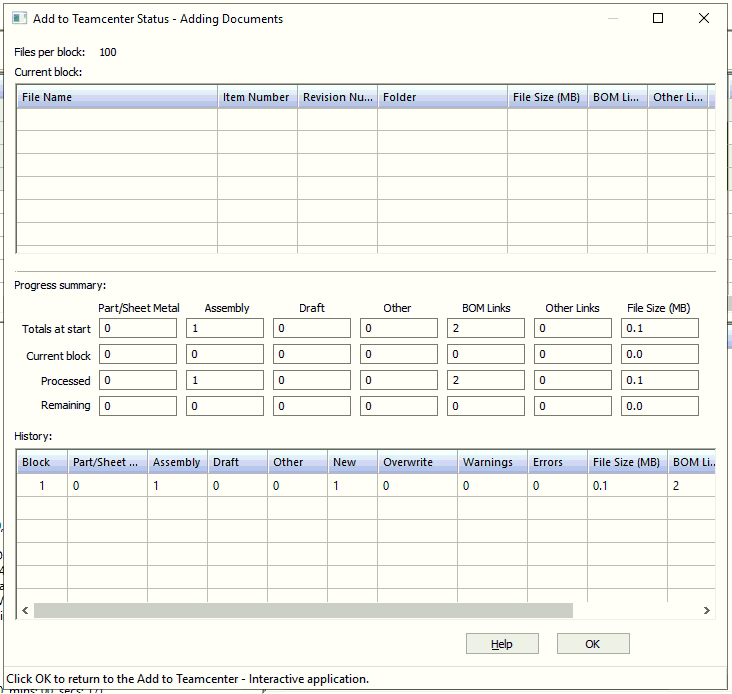 Add to Teamcenter Status - Adding Documents
Files per block: 100
Current block:
File Name Item Number Revision Nu... Folder File Size (MB) BOM Li... Other Li...
Progress summary:
Part/Sheet Metal Assembly Draft Other BOM Links Other Links File Size (MB)
Totals at start 0 1 0 0 2 0 0.1
Current block 0 0 0 0 0 0 0.0
Processed 0 1 0 0 2 0 0.1
Remaining 0 0 0 0 0 0 0.0
History:
Block Part/Sheet ... Assembly Draft Other New Overwrite Warnings Errors File Size (MB) BOM Li...
1 0 1 0 0 1 0 0 0 0.1 2
Help OK
Click OK to return to the Add to Teamcenter - Interactive application.